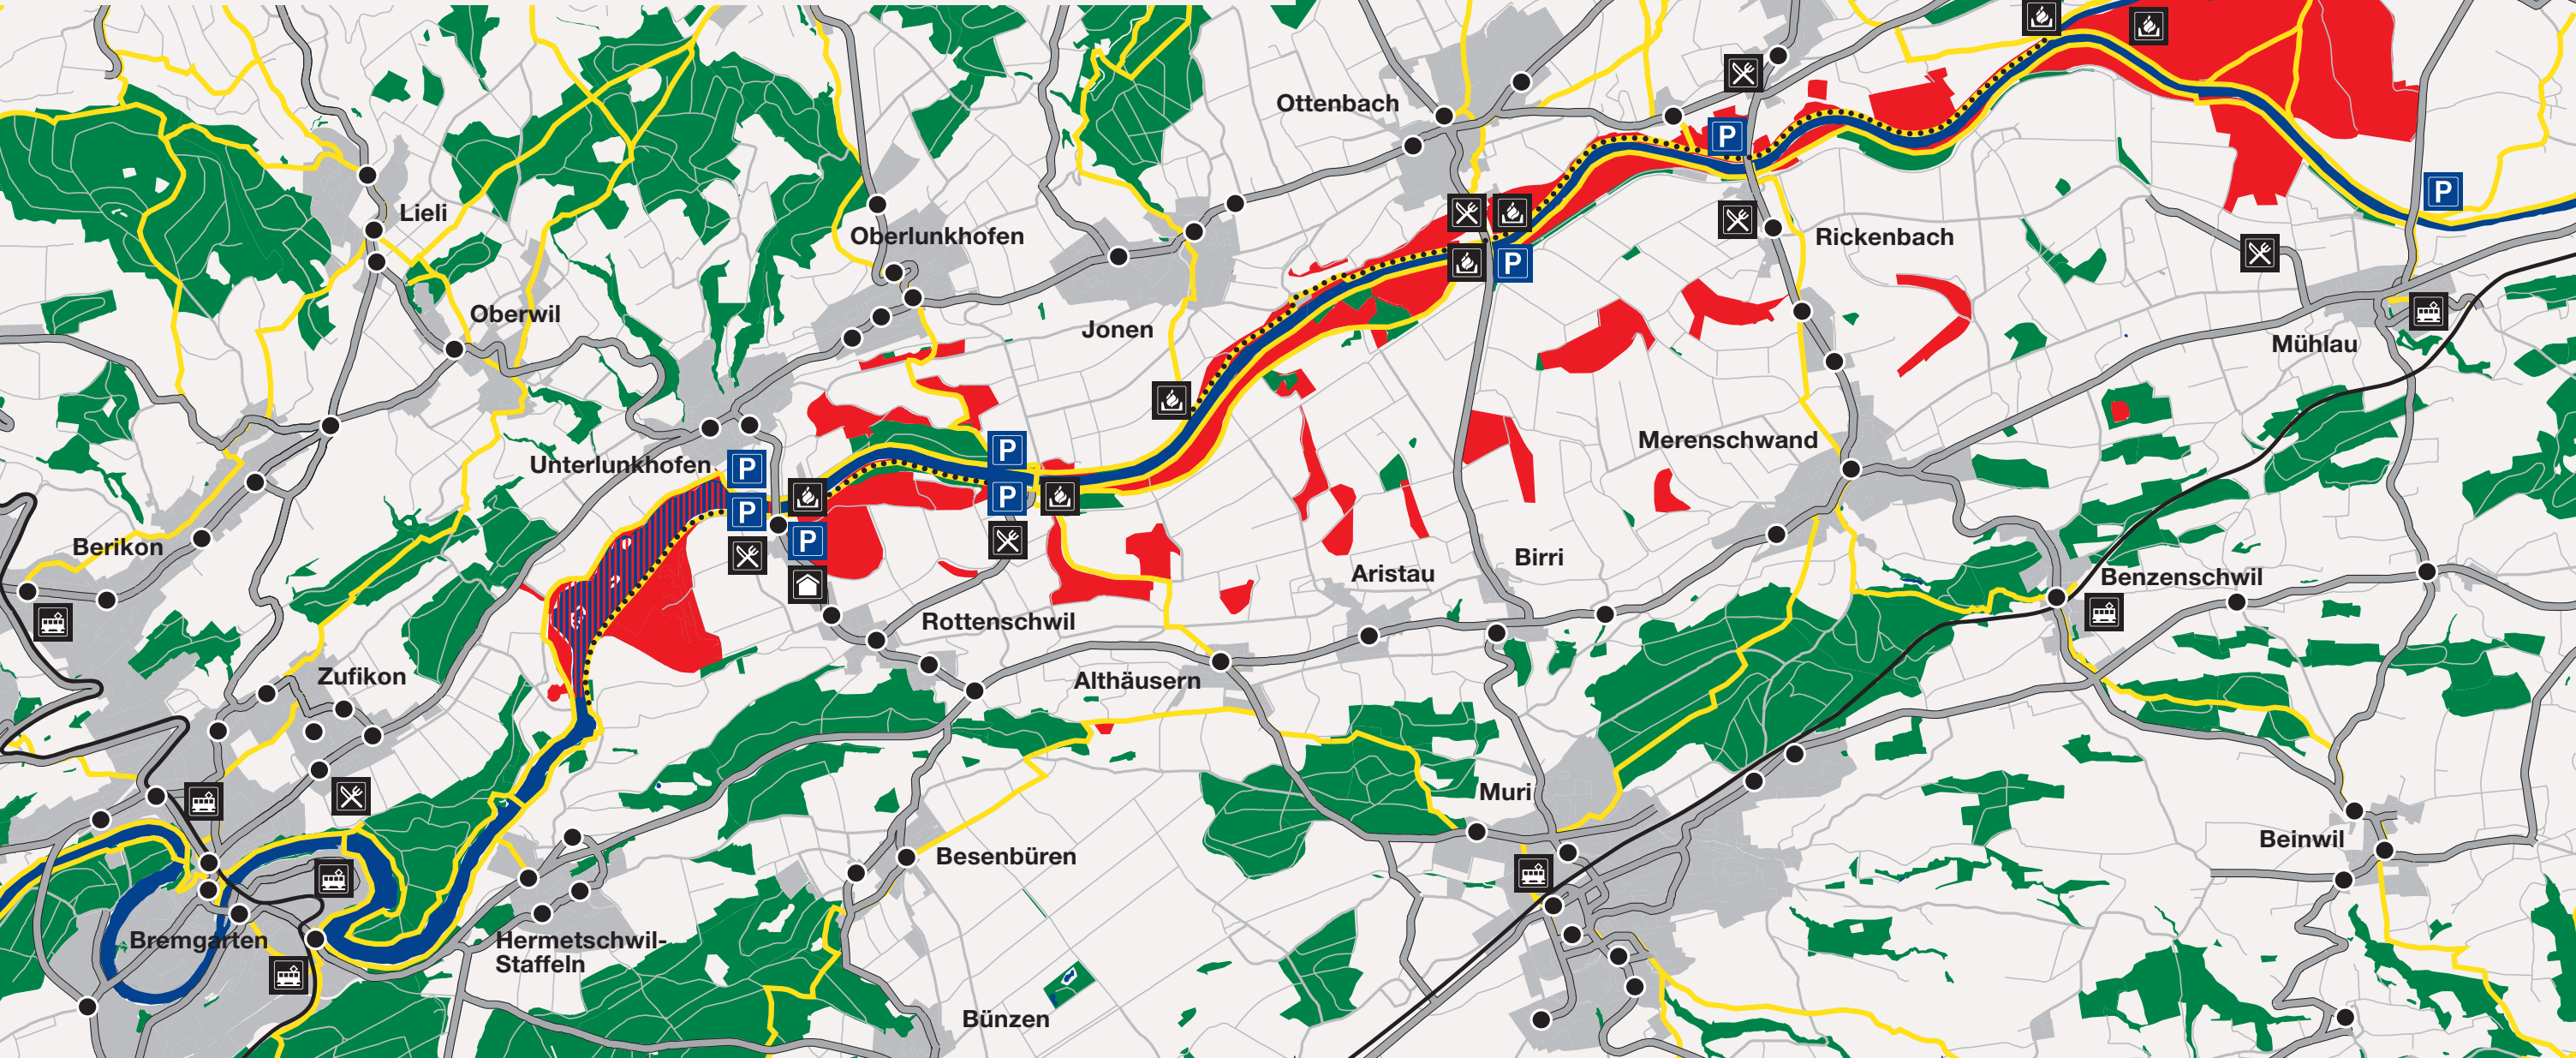 Ottenbach
P
P
Lieli
Oberlunkhofen
Rickenbach
P
Oberwil
Jonen
Mühlau
Merenschwand
P
Unterlunkhofen
P
P
P
P
Berikon
Birri
Aristau
Benzenschwil
Rottenschwil
Zufikon
Althäusern
Muri
Beinwil
Besenbüren
Bremgarten
Hermetschwil-
Staffeln
Bünzen